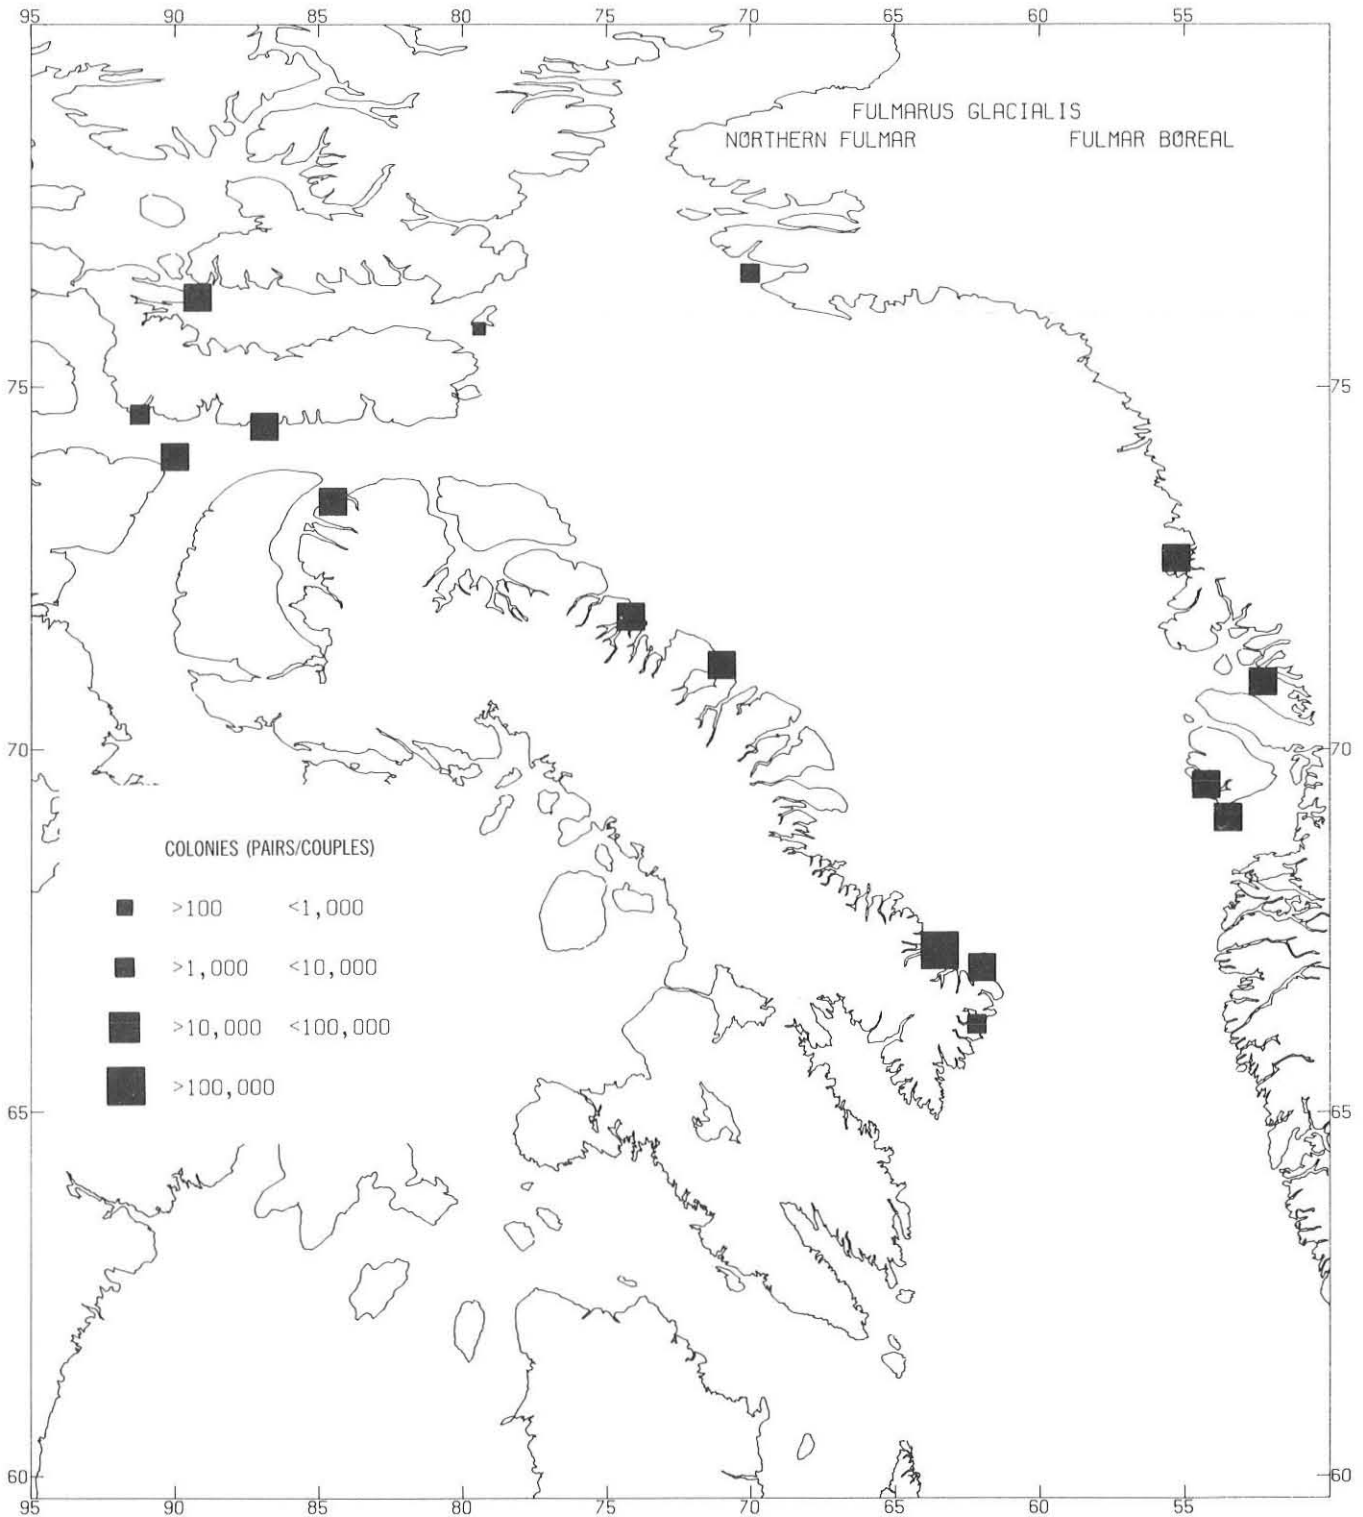 95 90 85 80 75 70 65 60 55
FULMARUS GLACIALIS
NØRTHERN FULMAR FULMAR BØREAL
75 75
70 70
COLONIES (PAIRS/COUPLES)
>100 <1,000
>1,000 <10,000
>10,000 <100,000
>100,000
65 65
60 60
95 90 85 80 75 70 65 60 55